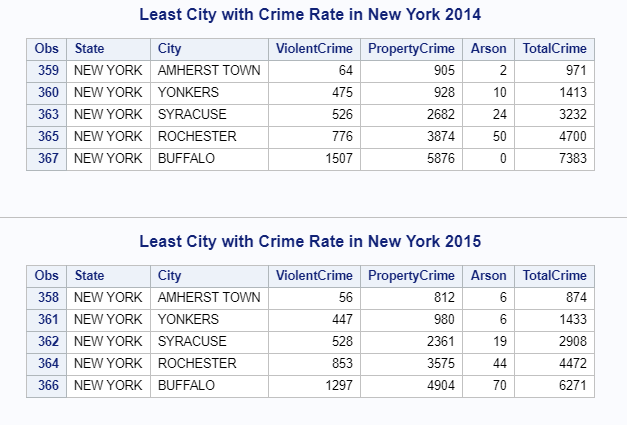 Least City with Crime Rate in New York 2014
Obs State City ViolentCrime PropertyCrime Arson TotalCrime
359 NEW YORK AMHERST TOWN 64 905 2 971
360 NEW YORK YONKERS 475 928 10 1413
363 NEW YORK SYRACUSE 526 2682 24 3232
365 NEW YORK ROCHESTER 776 3874 50 4700
367 NEW YORK BUFFALO 1507 5876 0 7383
Least City with Crime Rate in New York 2015
Obs State City ViolentCrime PropertyCrime Arson TotalCrime
358 NEW YORK AMHERST TOWN 56 812 6 874
361 NEW YORK YONKERS 447 980 6 1433
362 NEW YORK SYRACUSE 528 2361 19 2908
364 NEW YORK ROCHESTER 853 3575 44 4472
366 NEW YORK BUFFALO 1297 4904 70 6271